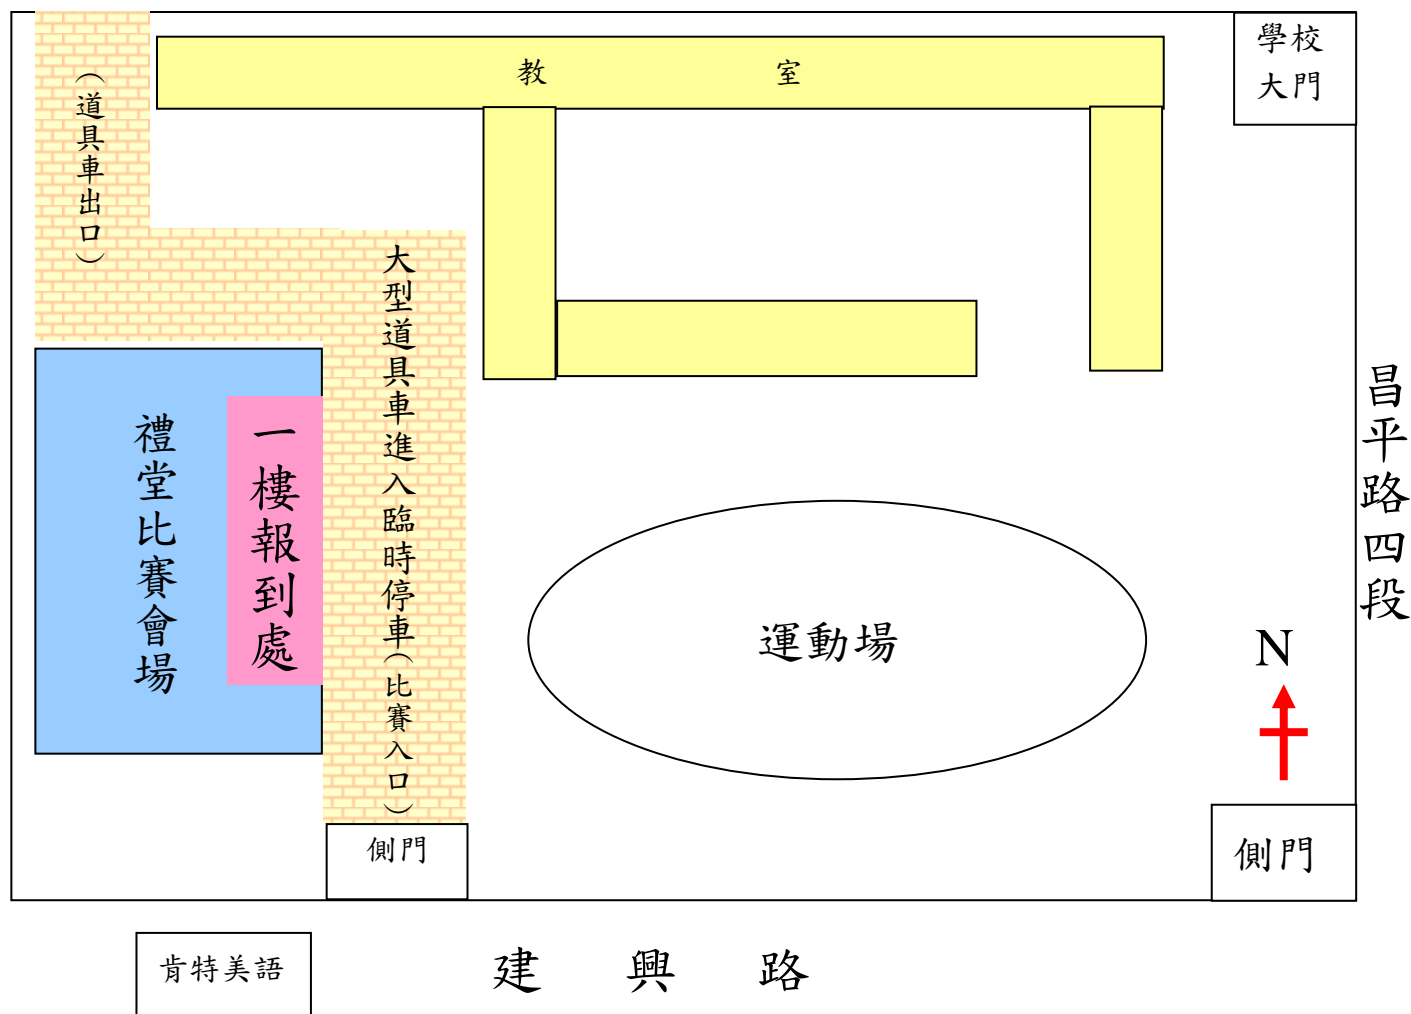 教室
學校
大門
（道具車出口）
大型道具車進入臨時停車（比賽入口）
禮堂比賽會場
一樓報到處
運動場
昌平路四段
N
側門
側門
肯特美語
建興路